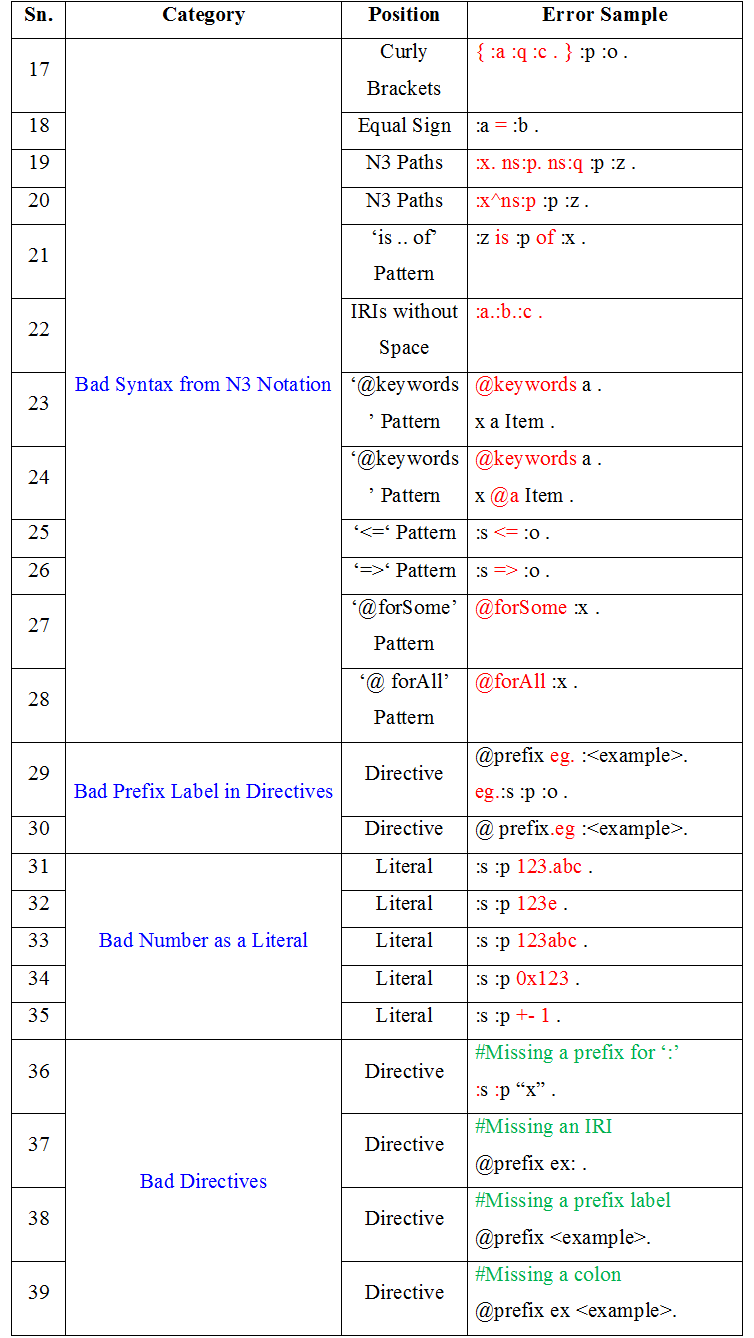 Sn. Category Position Error Sample
17 Curly { :a :q :c . } :p :o .
Brackets
18 Equal Sign :a = :b .
19 N3 Paths :x. ns:p. ns:q :p :z .
20 N3 Paths :x^ns:p :p :z .
21 ‘is .. of’ :z is :p of :x .
Pattern
22 IRIs without :a.:b.:c .
Space
Bad Syntax from N3 Notation
23 ‘@keywords @keywords a .
’ Pattern x a Item .
24 ‘@keywords @keywords a .
’ Pattern x @a Item .
25 ‘<=‘ Pattern :s <= :o .
26 ‘=>‘ Pattern :s => :o .
27 ‘@forSome’ @forSome :x .
Pattern
28 ‘@ forAll’ @forAll :x .
Pattern
29 Directive @prefix eg. :<example>.
Bad Prefix Label in Directives eg.:s :p :o .
30 Directive @ prefix.eg :<example>.
31 Literal :s :p 123.abc .
32 Literal :s :p 123e .
33 Bad Number as a Literal Literal :s :p 123abc .
34 Literal :s :p 0x123 .
35 Literal :s :p +- 1 .
36 Directive #Missing a prefix for ‘:’
:s :p “x” .
37 Directive #Missing an IRI
@prefix ex: .
Bad Directives
38 Directive #Missing a prefix label
@prefix <example>.
39 Directive #Missing a colon
@prefix ex <example>.